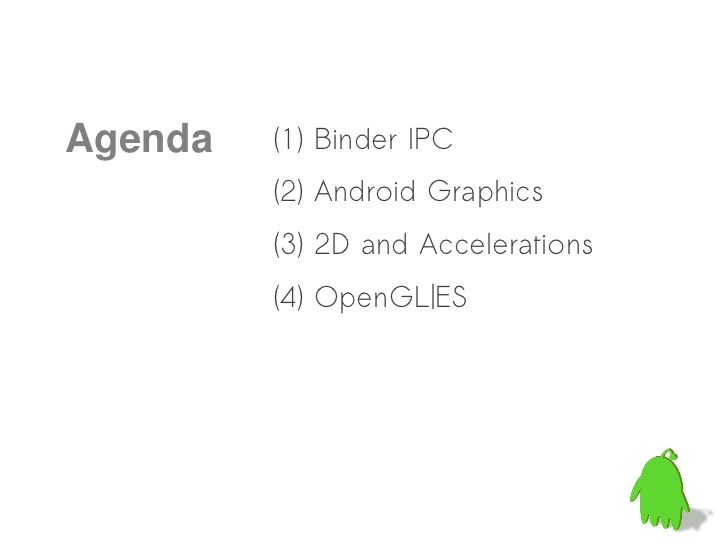 Agenda
(1) Binder IPC
(2) Android Graphics
(3) 2D and Accelerations
(4) OpenGL|ES